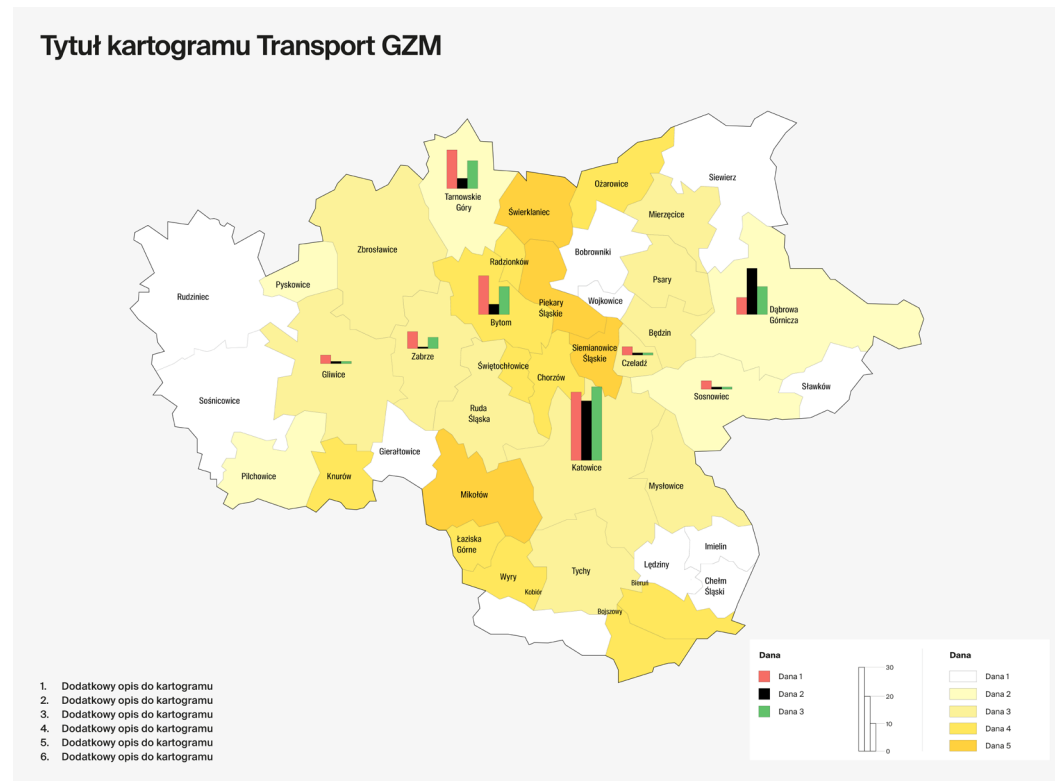 Tytuł kartogramu Transport GZM
Siewierz
Ożarowice
Tarnowskie
Góry
Świerklaniec
Mierzęcice
Zbrosławice
Bobrowniki
Radzionków
Psary
Pyskowice
Rudziniec
Wojkowice
Piekary
Śląskie
Dąbrowa
Górnicza
Bytom
Będzin
Siemianowice
Śląskie
Zabrze
Czeladź
Gliwice
Świętochłowice
Chorzów
Sławków
Sosnowiec
Sośnicowice
Ruda
Śląska
Gierałtowice
Katowice
Pilchowice
Knurów
Mysłowice
Mikołów
Łaziska
Górne
Imielin
Lędziny
Tychy
Wyry
Bieruń
Chełm
Śląski
Kobiór
Bojszowy
1. Dodatkowy opis do kartogramu
2. Dodatkowy opis do kartogramu
3. Dodatkowy opis do kartogramu
4. Dodatkowy opis do kartogramu
5. Dodatkowy opis do kartogramu
6. Dodatkowy opis do kartogramu
Dana
Dana 1
Dana 2
Dana 3
30
20
10
0
Dana
Dana 1
Dana 2
Dana 3
Dana 4
Dana 5